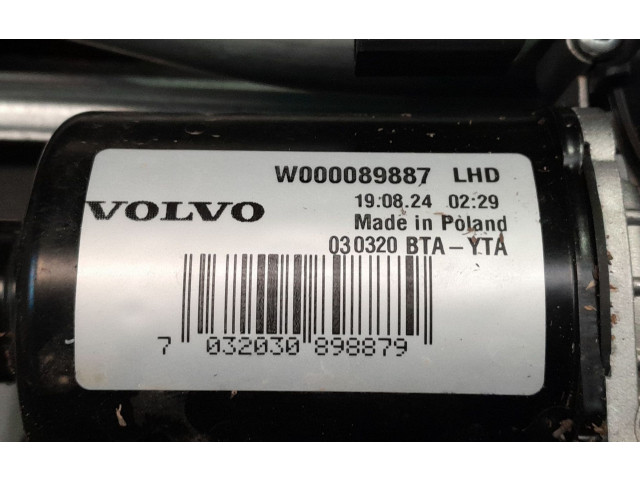 W000089887 LHD
VOLVO
19.08.24 02:29
Made in Poland
030320 BTA-YTA
7 032030 898879